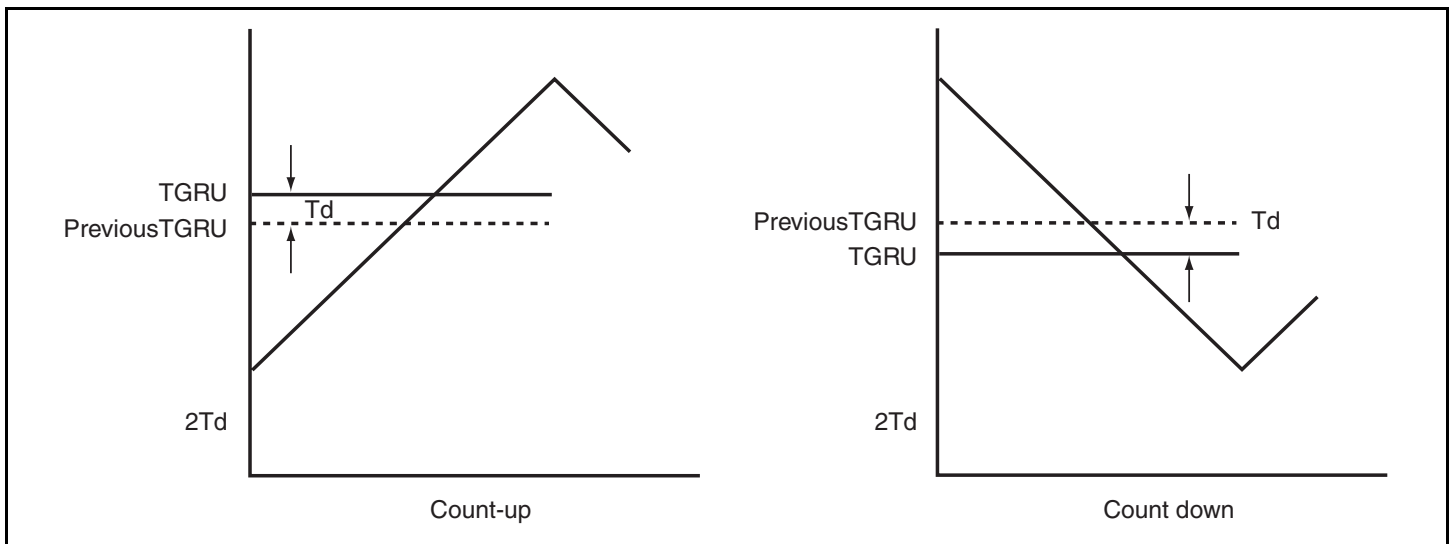 TGRU
Td
PreviousTGRU
2Td
Count-up
PreviousTGRU
Td
TGRU
2Td
Count down